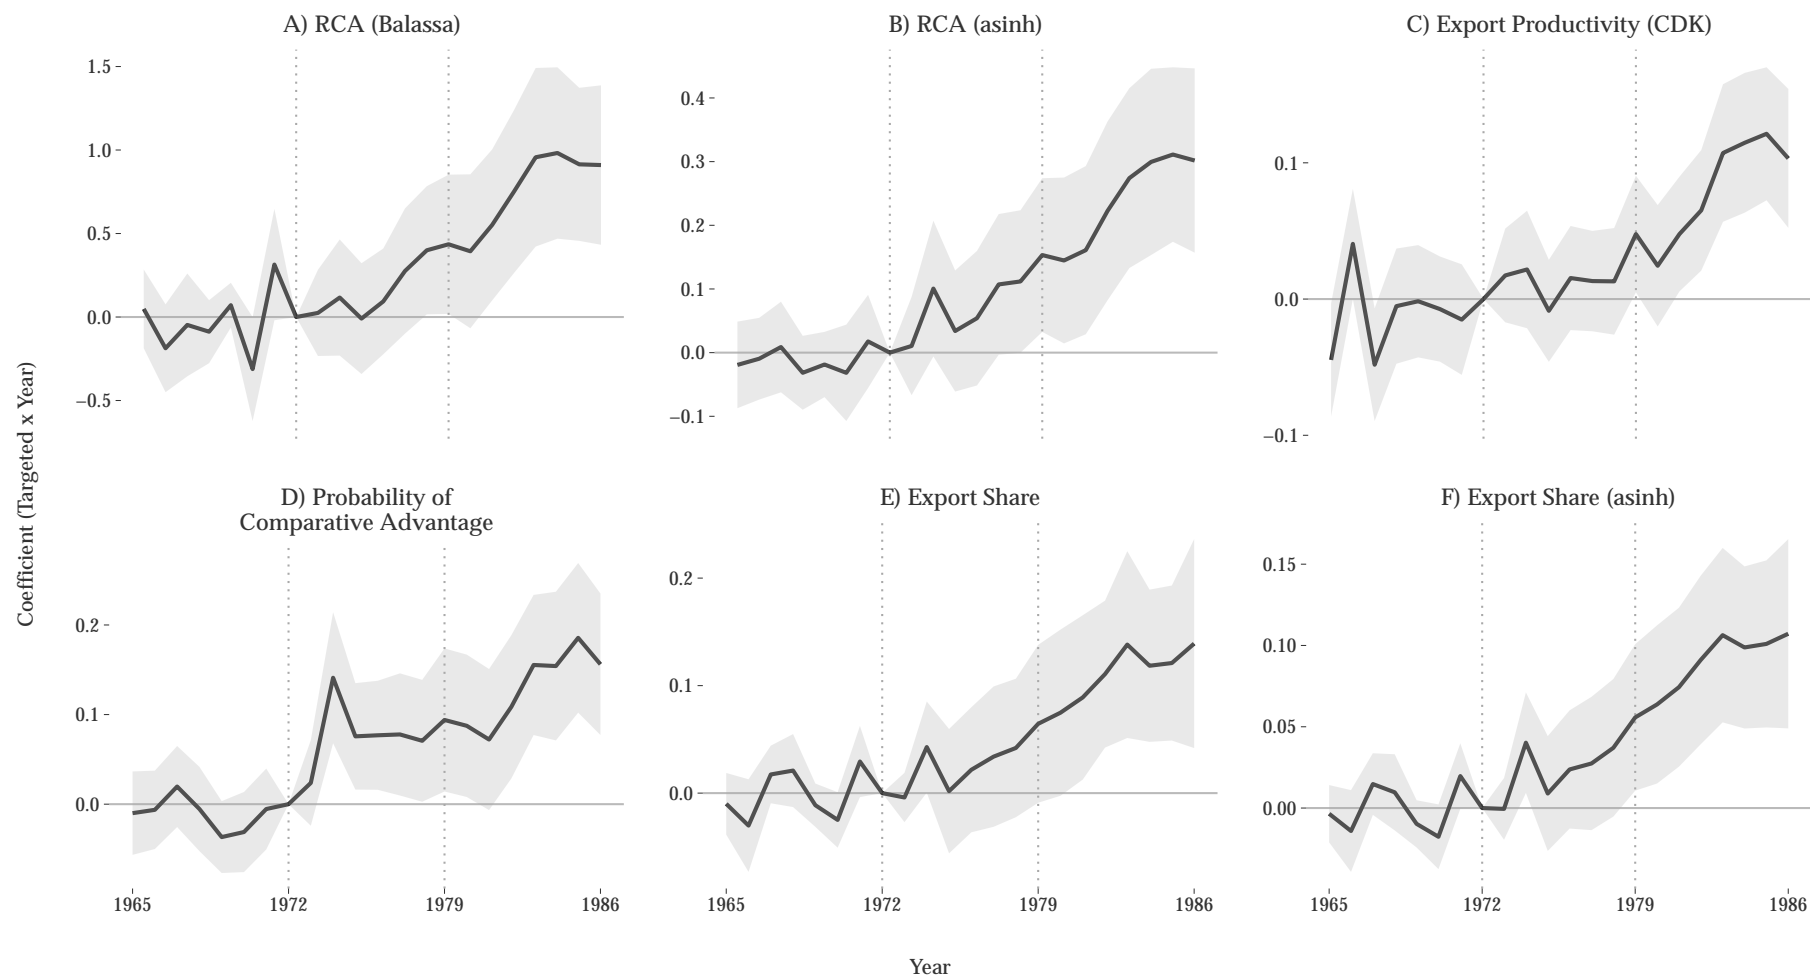 A) RCA (Balassa)
B) RCA (asinh)
C) Export Productivity (CDK)
1.5
1.0
0.5
0.0
−0.5
0.4
0.3
0.2
0.1
0.0
−0.1
0.1
0.0
−0.1
Coefficient (Targeted x Year)
D) Probability of
Comparative Advantage
E) Export Share
F) Export Share (asinh)
0.2
0.1
0.0
0.2
0.1
0.0
0.15
0.10
0.05
0.00
1965 1972 1979 1986
1965 1972 1979 1986
1965 1972 1979 1986
Year